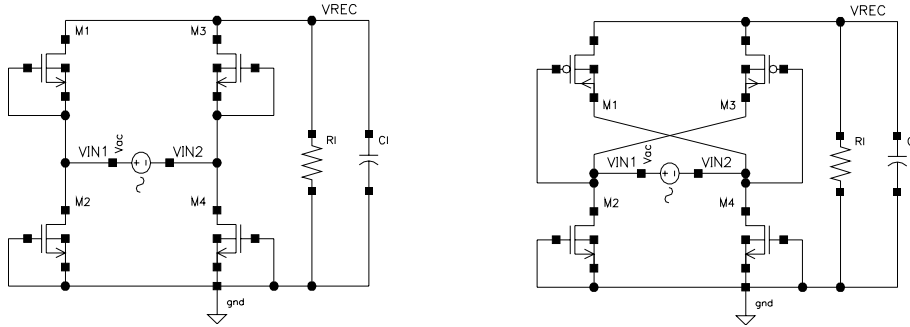 VREC
M1
M3
Rl
Cl
VIN1
Vac
VIN2
+ -
M2
M4
gnd
VREC
M1
M3
Rl
VIN1
Vac
VIN2
+ -
M2
M4
gnd